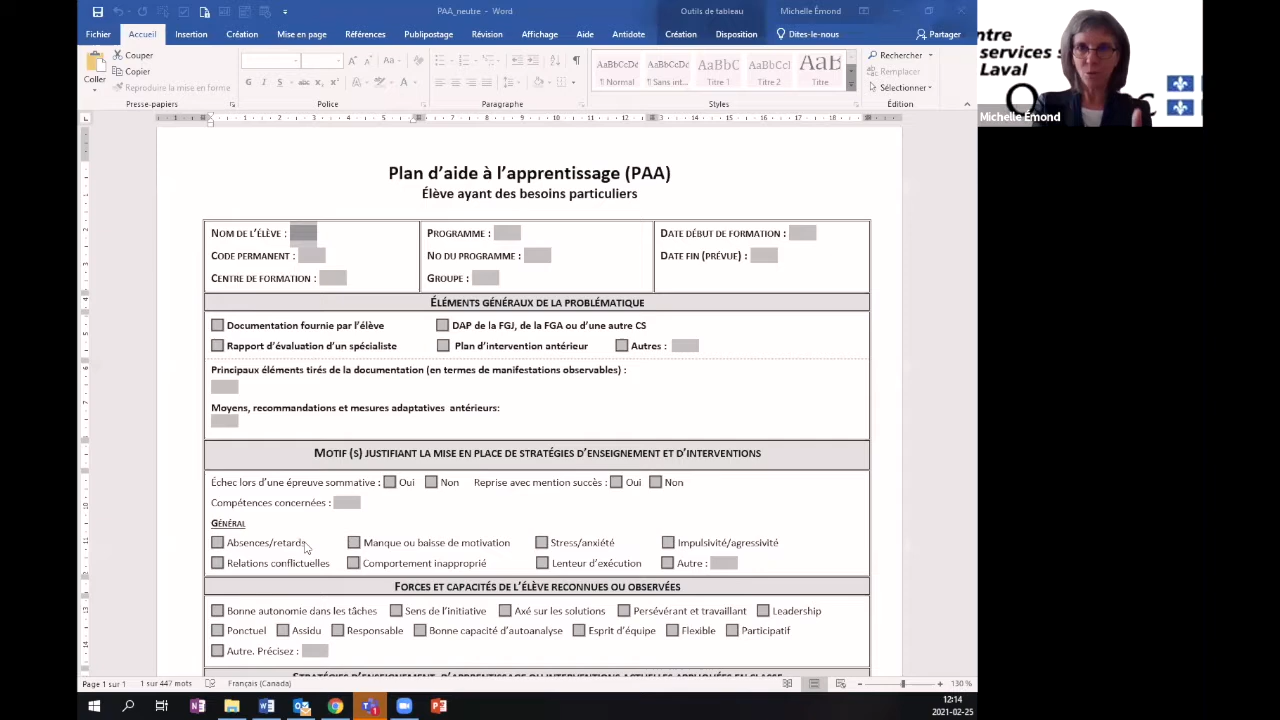 PAA_neutre - Word
Outils de tableau
Michelle Émond
Fichier Accueil Insertion Création Mise en page Références Publipostage Révision Affichage Aide Antidote Création Disposition Dites-le-nous Partager
Coller
Couper
Copier
Reproduire la mise en forme
Presse-papiers
G I S
Police
Paragraphe
AaBbCcDc AaBbCcDc AaBbC AaBbCcC AaB
¶ Normal ¶ Sans int... Titre 1 Titre 2 Titre
Styles
Rechercher
Remplacer
Sélectionner
Édition
ntre
services s
Laval
Michelle Émond
Plan d'aide à l'apprentissage (PAA)
Élève ayant des besoins particuliers
NOM DE L'ÉLÈVE : PROGRAMME : DATE DÉBUT DE FORMATION :
CODE PERMANENT : NO DU PROGRAMME : DATE FIN (PRÉVUE) :
CENTRE DE FORMATION : GROUPE :
ÉLÉMENTS GÉNÉRAUX DE LA PROBLÉMATIQUE
Documentation fournie par l'élève DAP de la FGJ, de la FGA ou d'une autre CS
Rapport d'évaluation d'un spécialiste Plan d'intervention antérieur Autres :
Principaux éléments tirés de la documentation (en termes de manifestations observables) :
Moyens, recommandations et mesures adaptatives antérieurs:
MOTIF (S) JUSTIFIANT LA MISE EN PLACE DE STRATÉGIES D'ENSEIGNEMENT ET D'INTERVENTIONS
Échec lors d'une épreuve sommative : Oui Non Reprise avec mention succès : Oui Non
Compétences concernées :
GÉNÉRAL
Absences/retards Manque ou baisse de motivation Stress/anxiété Impulsivité/agressivité
Relations conflictuelles Comportement inapproprié Lenteur d'exécution Autre :
FORCES ET CAPACITÉS DE L'ÉLÈVE RECONNUES OU OBSERVÉES
Bonne autonomie dans les tâches Sens de l'initiative Axé sur les solutions Persévérant et travaillant Leadership
Ponctuel Assidu Responsable Bonne capacité d'autoanalyse Esprit d'équipe Flexible Participatif
Autre. Précisez :
STRATÉGIES D'ENSEIGNEMENT, D'APPRENTISSAGE OU INTERVENTIONS ACTUELLES APPLIQUÉES EN CLASSE
Page 1 sur 1 1 sur 447 mots Français (Canada) 130 %
12:14
2021-02-25